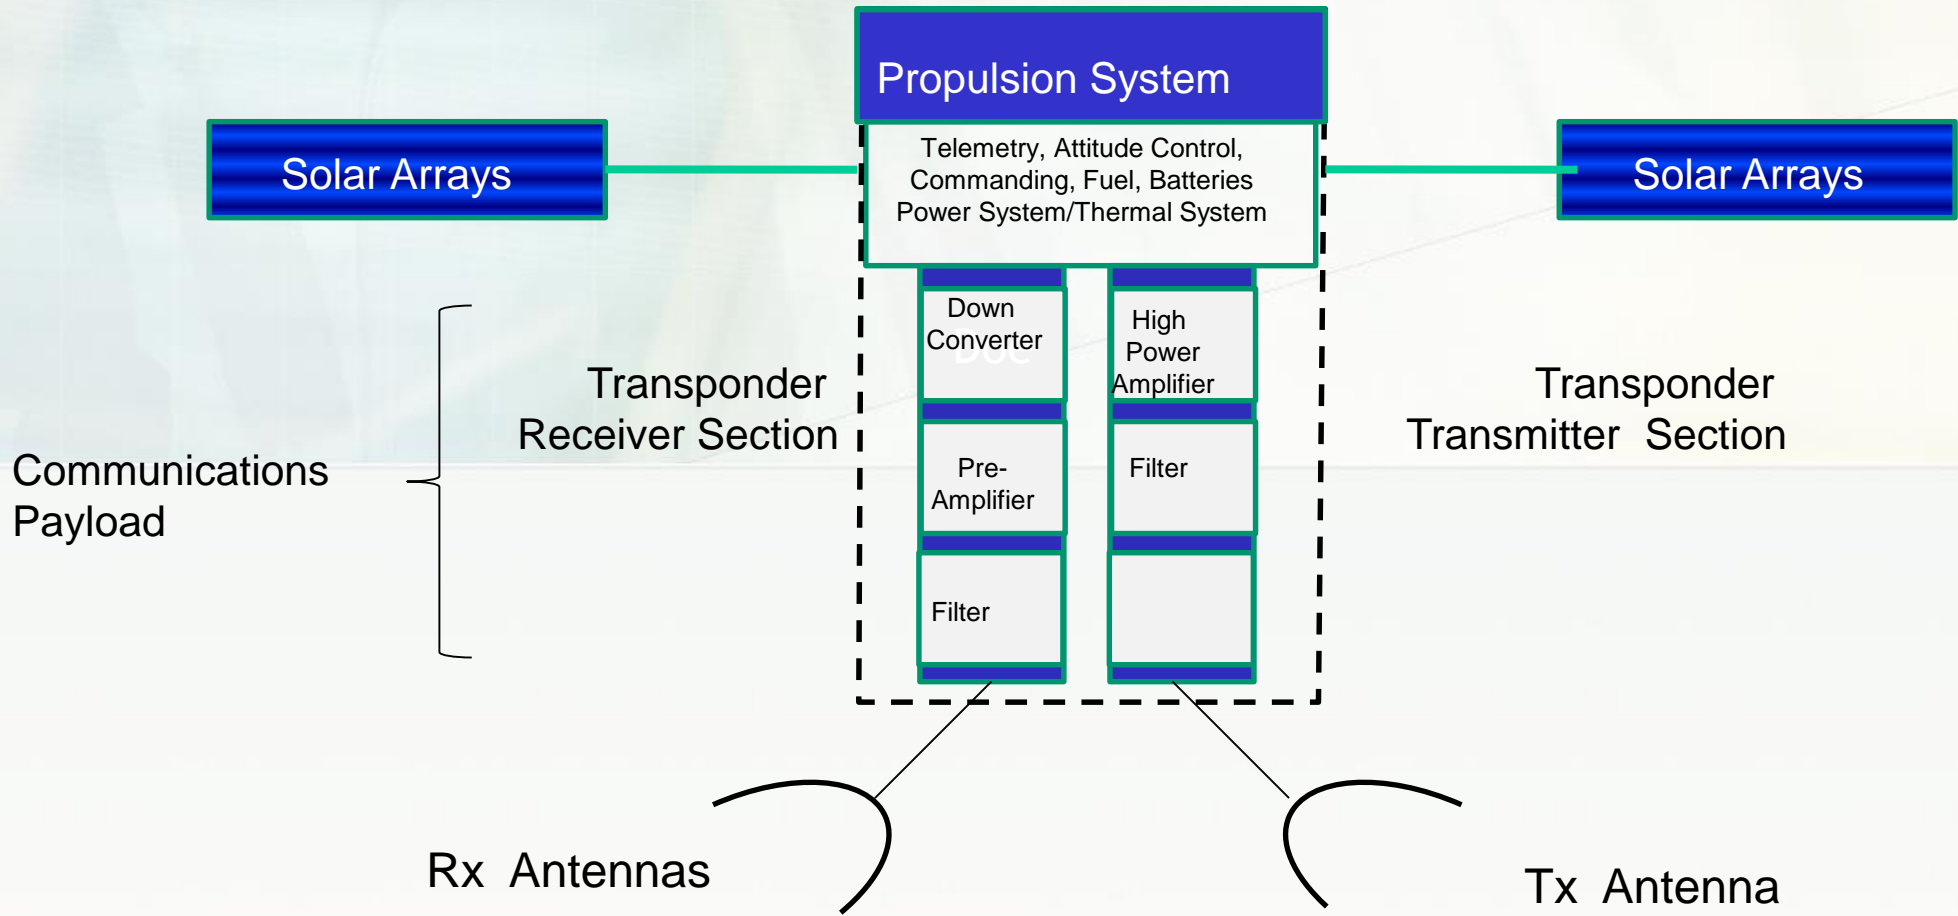 Propulsion System
Telemetry, Attitude Control,
Commanding, Fuel, Batteries
Power System/Thermal System
Solar Arrays
Solar Arrays
Down
Converter
High
Power
Amplifier
Transponder
Receiver Section
Transponder
Transmitter Section
Communications
Payload
Pre-
Amplifier
Filter
Filter
Rx Antennas
Tx Antenna